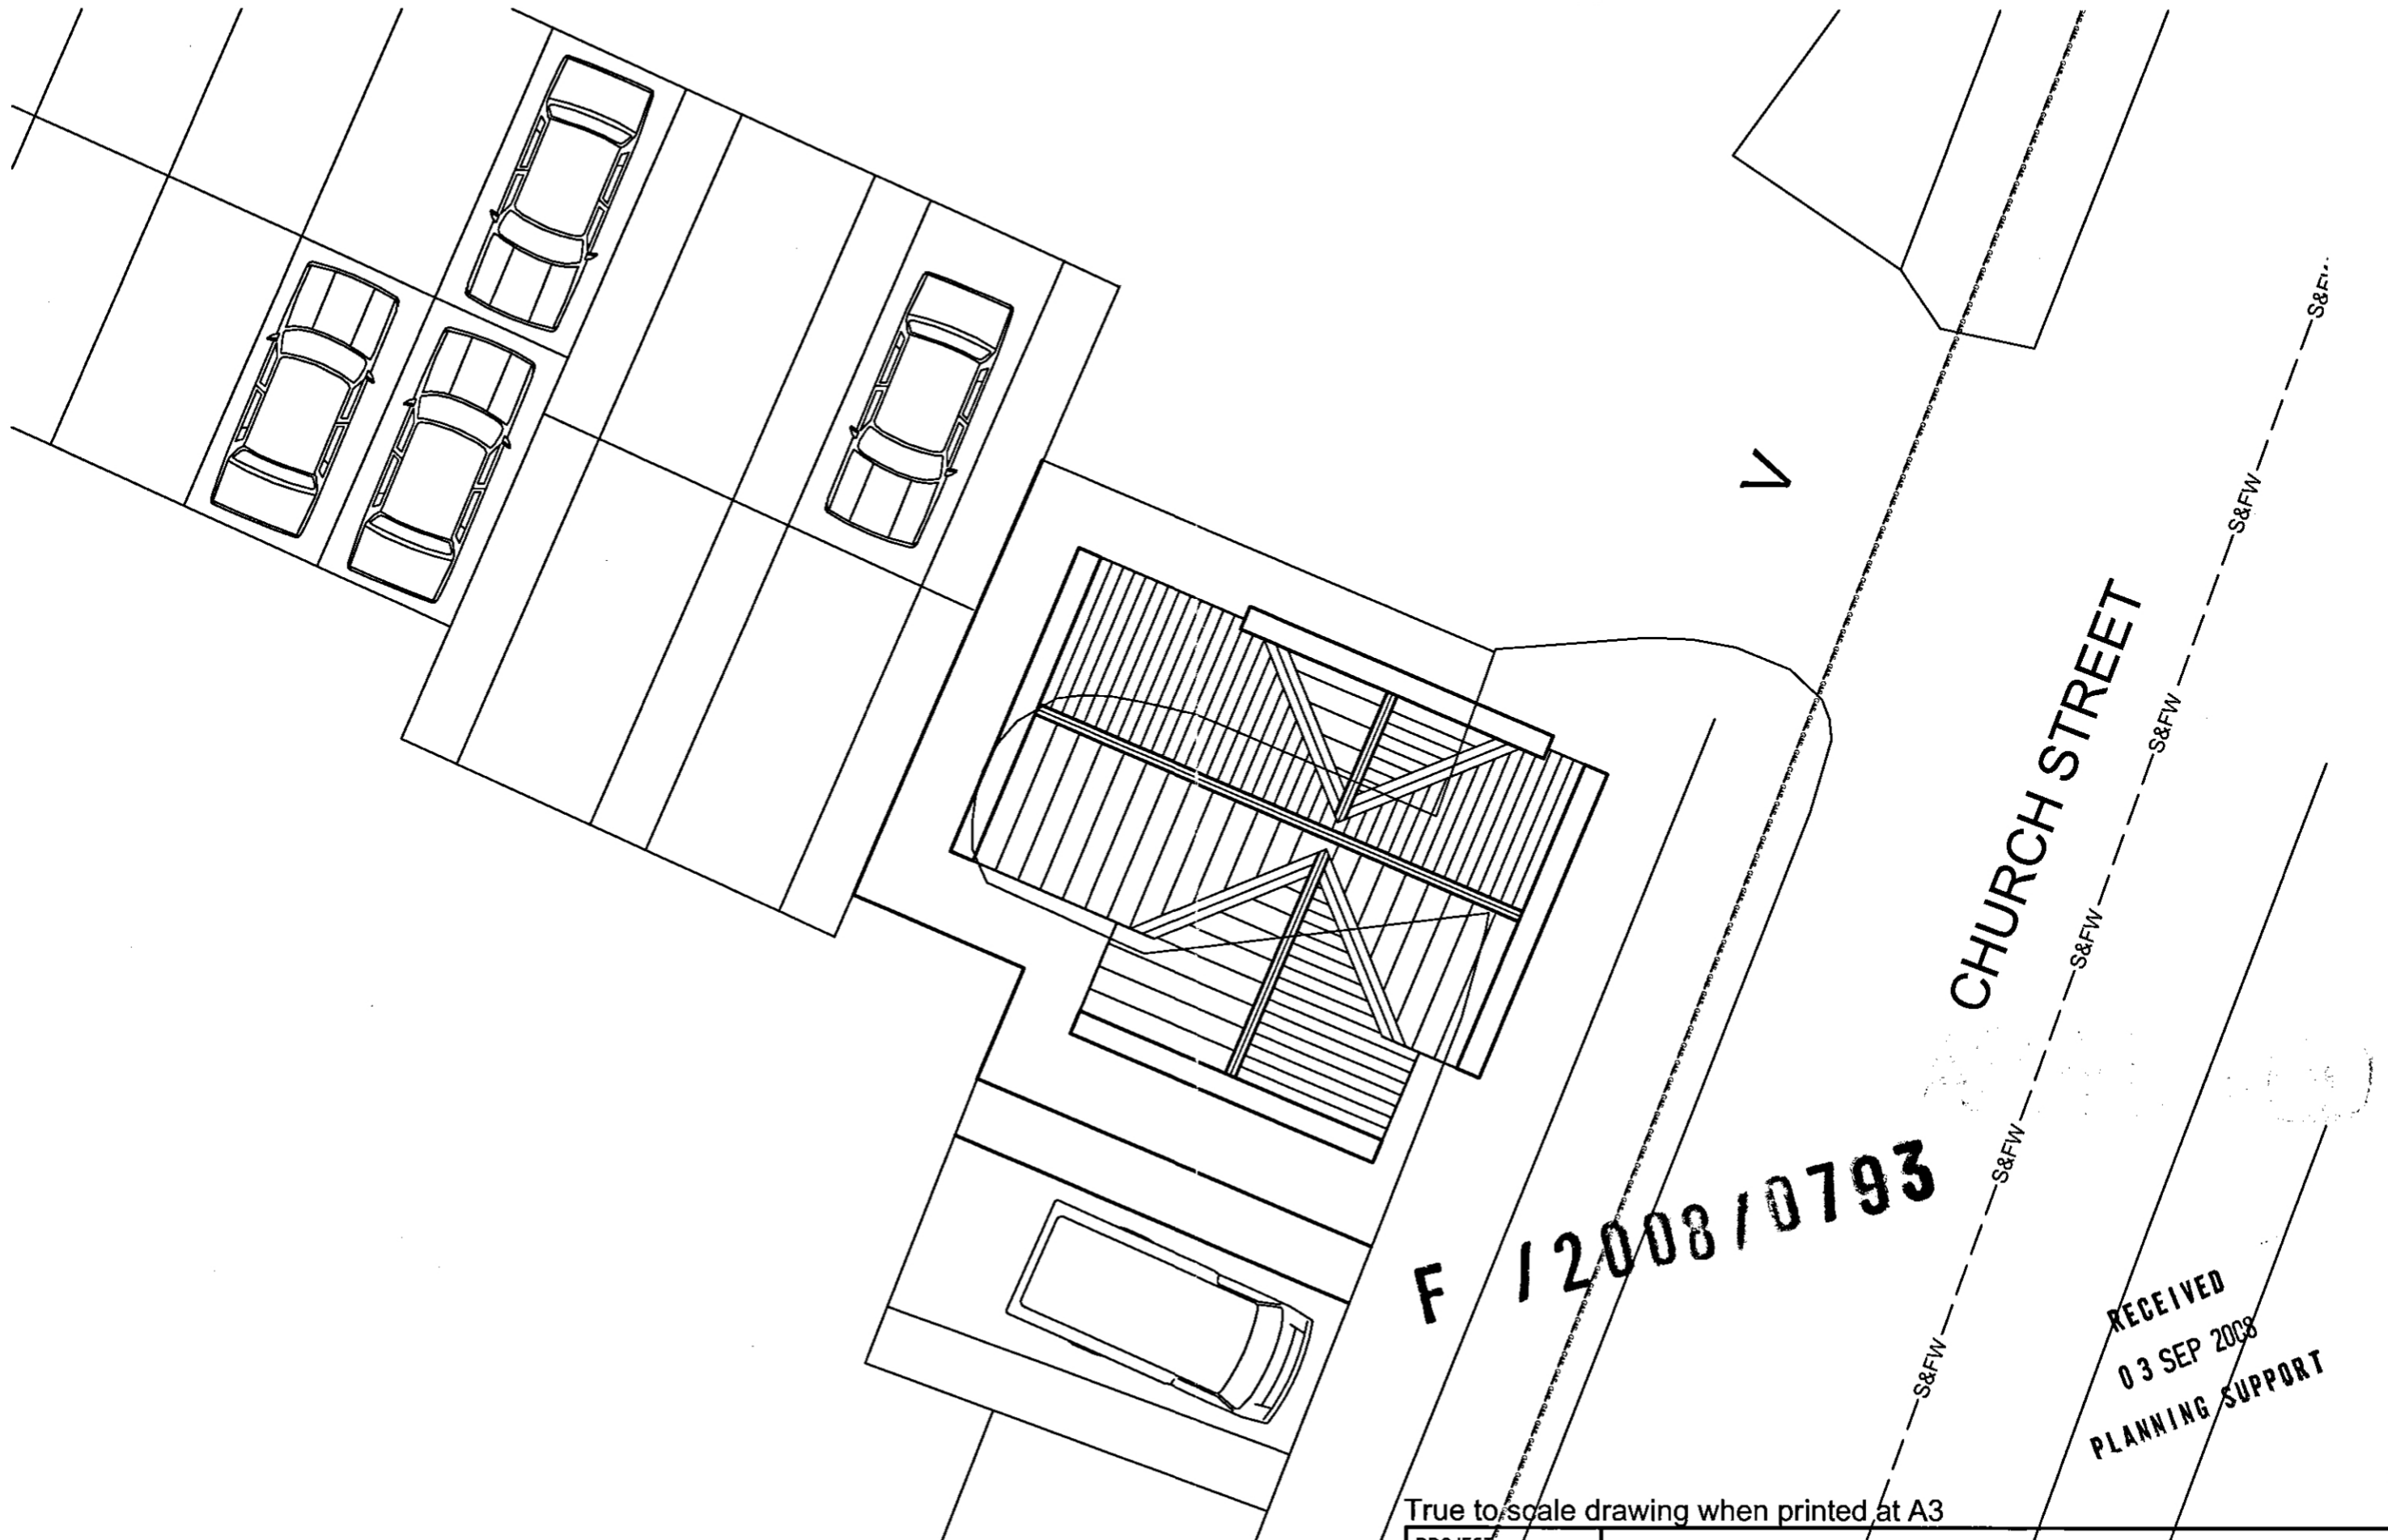 S&FW
V
S&FW
CHURCH STREET
S&FW
S&FW
S&FW
F /2008/0793
S&FW
RECEIVED
03 SEP 2008
PLANNING SUPPORT
True to scale drawing when printed at A3
PROJECT